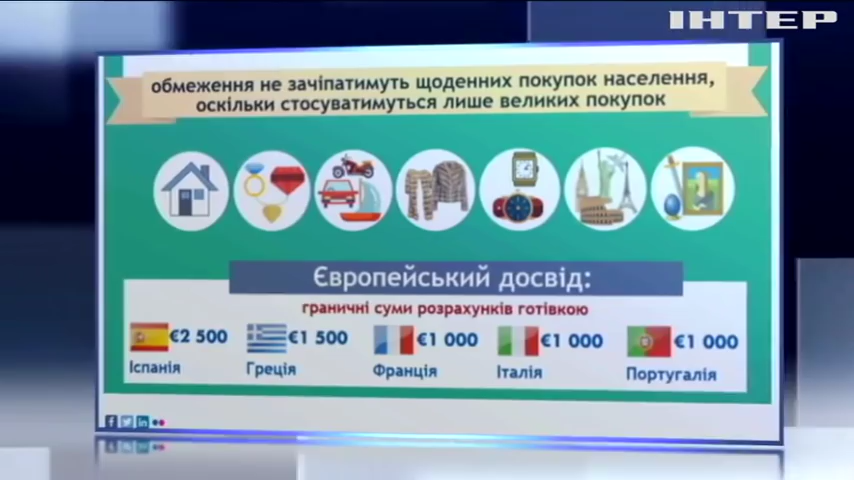 ІНТЕР
обмеження не зачіпатимуть щоденних покупок населення,
оскільки стосуватимуться лише великих покупок
Європейський досвід:
граничні суми розрахунків готівкою
€2 500 €1 500 €1 000 €1 000 €1 000
Іспанія Греція Франція Італія Португалія